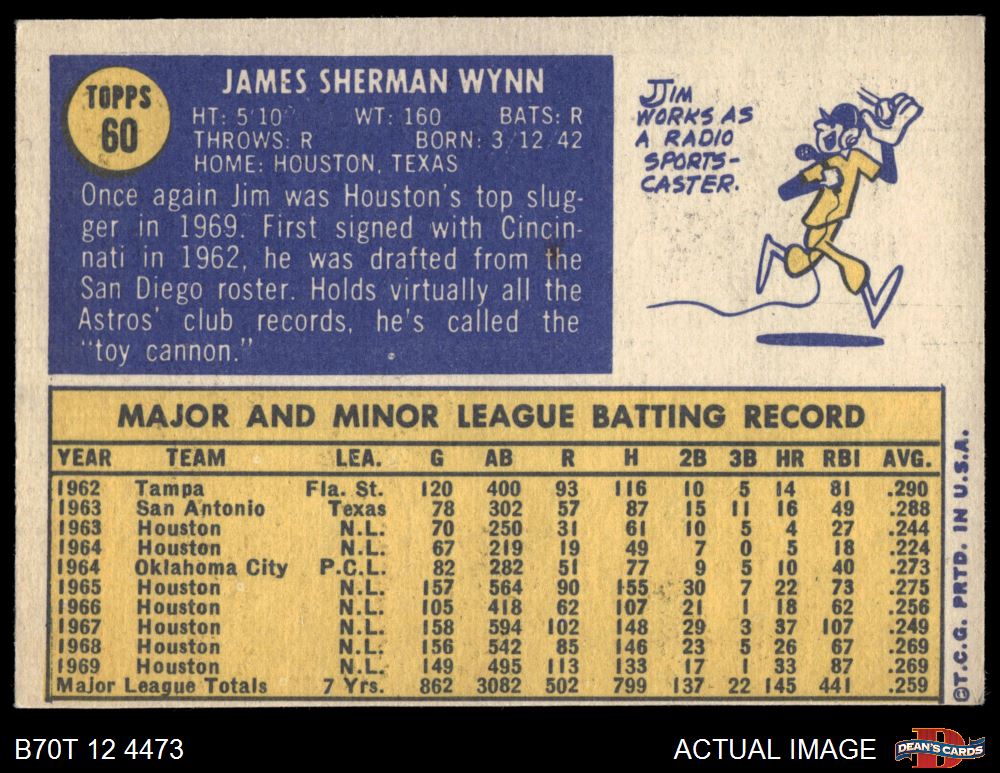 TOPPS
60
JAMES SHERMAN WYNN
HT: 5'10" WT: 160 BATS: R
THROWS: R BORN: 3/12/42
HOME: HOUSTON, TEXAS
Once again Jim was Houston's top slug-
ger in 1969. First signed with Cincin-
nati in 1962, he was drafted from the
San Diego roster. Holds virtually all the
Astros' club records, he's called the
"toy cannon."
JIM
WORKS AS
A RADIO
SPORTS-
CASTER.
MAJOR AND MINOR LEAGUE BATTING RECORD
YEAR TEAM LEA. G AB R H 2B 3B HR RBI AVG.
1962 Tampa Fla. St. 120 400 93 116 10 5 14 81 .290
1963 San Antonio Texas 78 302 57 87 15 11 16 49 .288
1963 Houston N.L. 70 250 31 61 10 5 4 27 .244
1964 Houston N.L. 67 219 19 49 7 0 5 18 .224
1964 Oklahoma City P.C.L. 82 282 51 77 9 5 10 40 .273
1965 Houston N.L. 157 564 90 155 30 7 22 73 .275
1966 Houston N.L. 105 418 62 107 21 1 18 62 .256
1967 Houston N.L. 158 594 102 148 29 3 37 107 .249
1968 Houston N.L. 156 542 85 146 23 5 26 67 .269
1969 Houston N.L. 149 495 113 133 17 1 33 87 .269
Major League Totals 7 Yrs. 862 3082 502 799 137 22 145 441 .259
©T.C.G. PRTD. IN U.S.A.
B70T 12 4473
ACTUAL IMAGE
D
DEAN'S CARDS